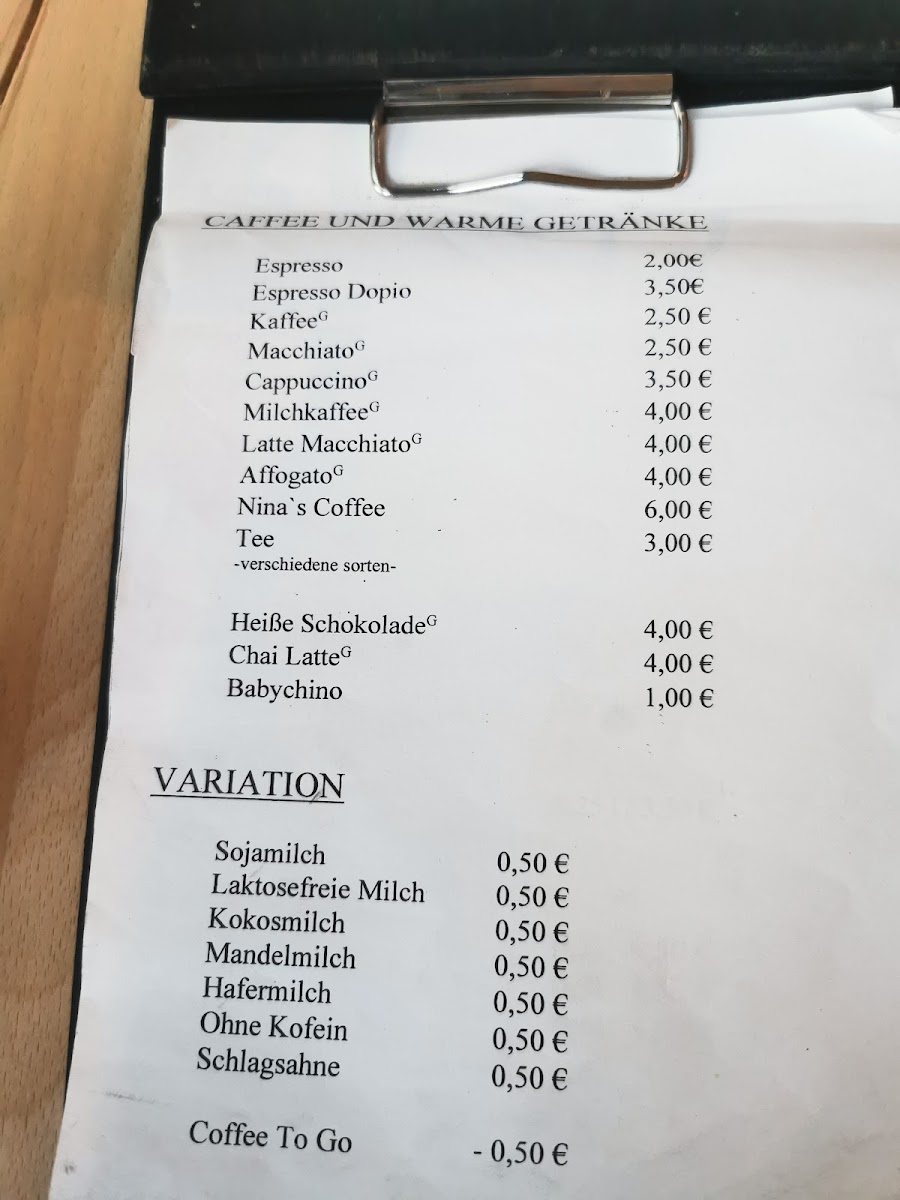 CAFFEE UND WARME GETRÄNKE
Espresso 2,00€
Espresso Dopio 3,50€
Kaffeeᴳ 2,50 €
Macchiatoᴳ 2,50 €
Cappuccinoᴳ 3,50 €
Milchkaffeeᴳ 4,00 €
Latte Macchiatoᴳ 4,00 €
Affogatoᴳ 4,00 €
Nina`s Coffee 6,00 €
Tee 3,00 €
-verschiedene sorten-
Heiße Schokoladeᴳ 4,00 €
Chai Latteᴳ 4,00 €
Babychino 1,00 €
VARIATION
Sojamilch 0,50 €
Laktosefreie Milch 0,50 €
Kokosmilch 0,50 €
Mandelmilch 0,50 €
Hafermilch 0,50 €
Ohne Kofein 0,50 €
Schlagsahne 0,50 €
Coffee To Go - 0,50 €